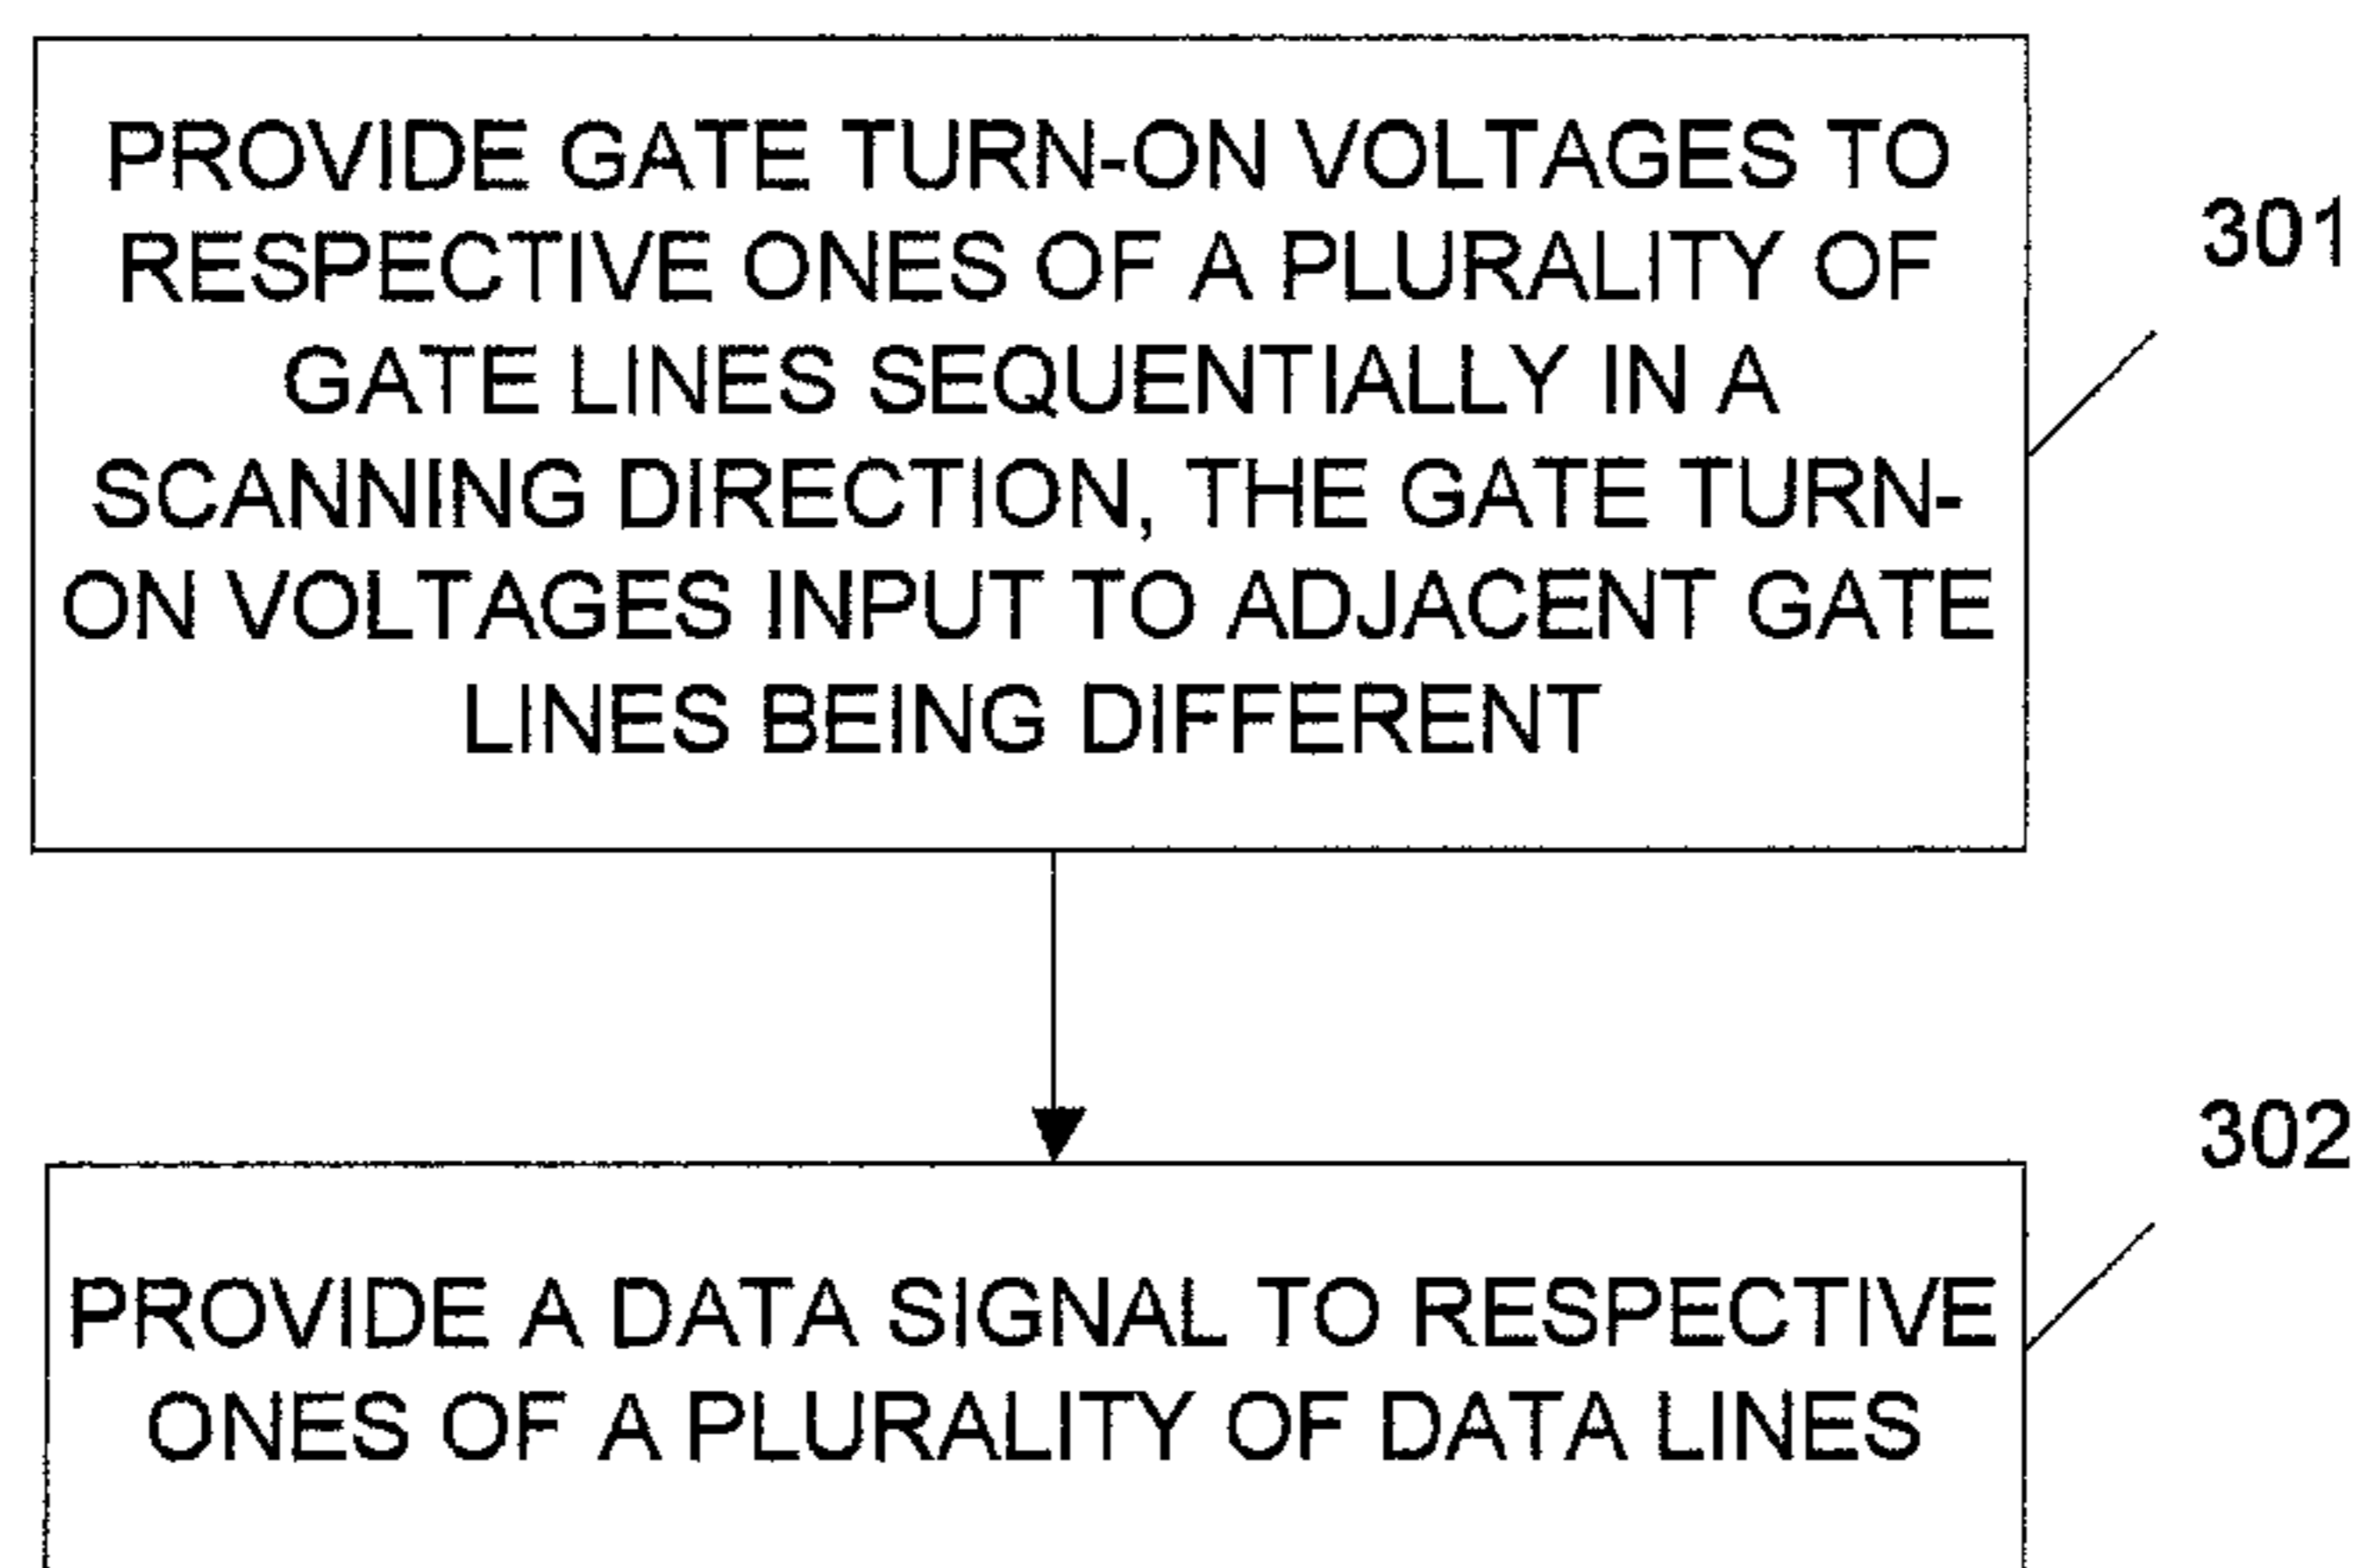 PROVIDE GATE TURN-ON VOLTAGES TO
RESPECTIVE ONES OF A PLURALITY OF
GATE LINES SEQUENTIALLY IN A
SCANNING DIRECTION, THE GATE TURN-
ON VOLTAGES INPUT TO ADJACENT GATE
LINES BEING DIFFERENT
301
302
PROVIDE A DATA SIGNAL TO RESPECTIVE
ONES OF A PLURALITY OF DATA LINES